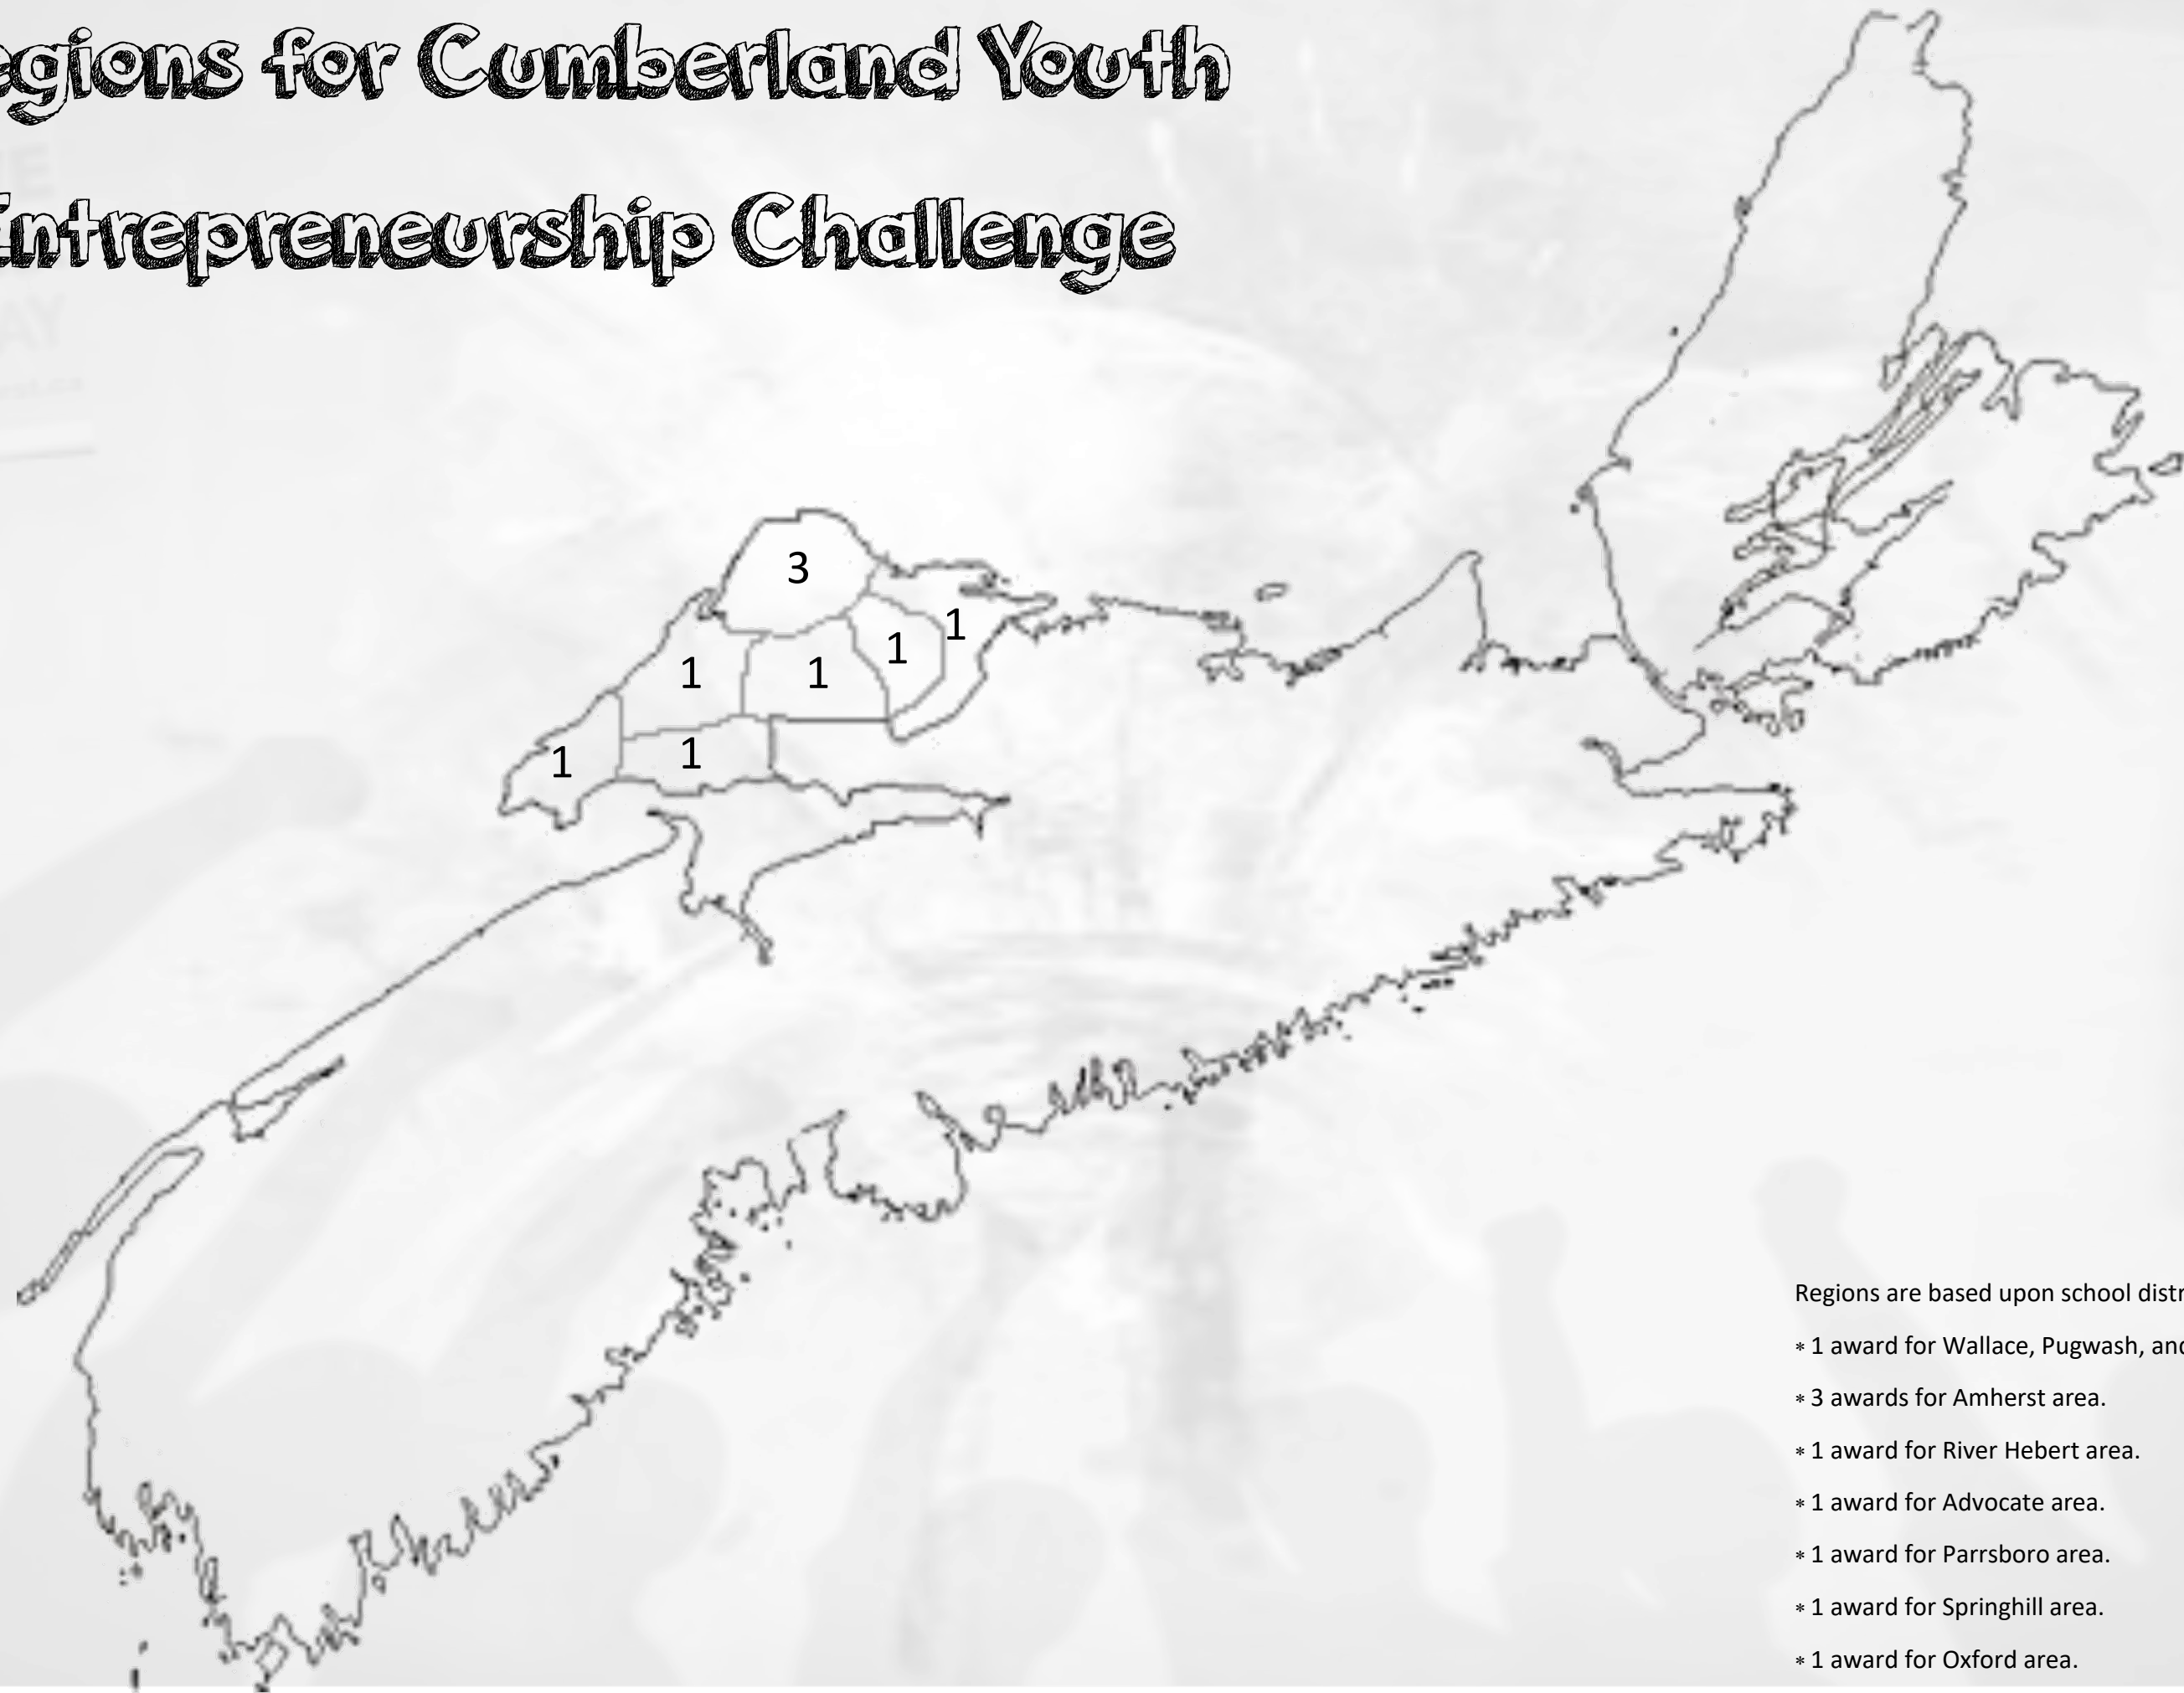 egions for Cumberland Youth
Entrepreneurship Challenge
3
1
1
1
1
1
1
Regions are based upon school distr
* 1 award for Wallace, Pugwash, and
* 3 awards for Amherst area.
* 1 award for River Hebert area.
* 1 award for Advocate area.
* 1 award for Parrsboro area.
* 1 award for Springhill area.
* 1 award for Oxford area.